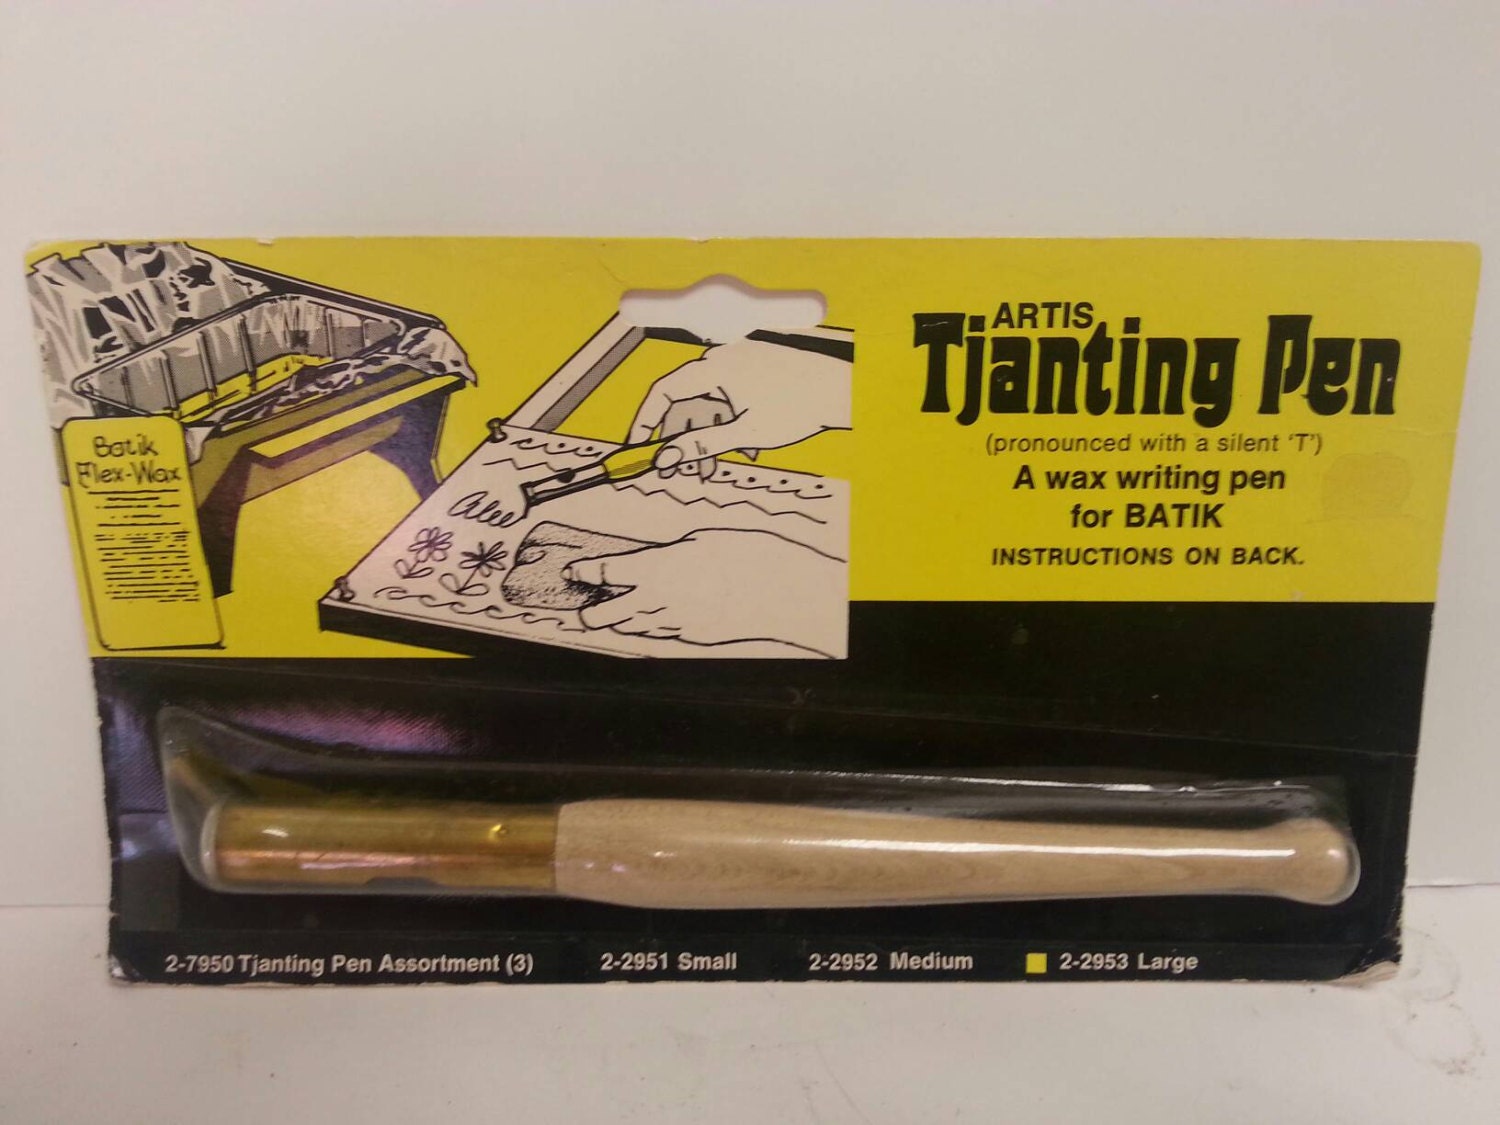 ARTIS
Tjanting Pen
(pronounced with a silent 'T')
A wax writing pen
for BATIK
INSTRUCTIONS ON BACK.
Batik
Flex-Wax
2-7950 Tjanting Pen Assortment (3) 2-2951 Small 2-2952 Medium 2-2953 Large